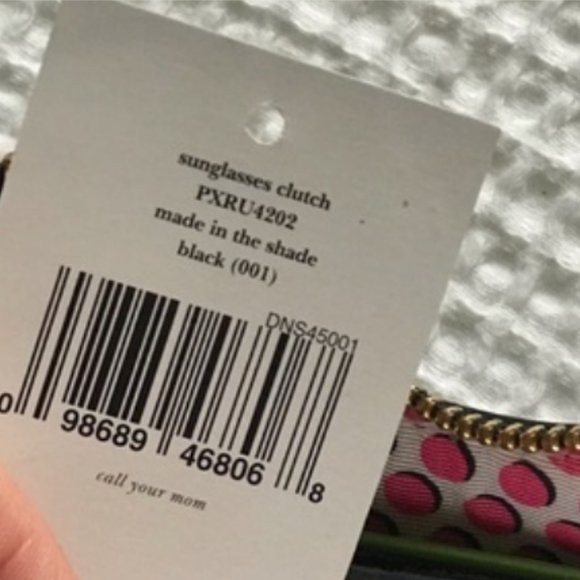 sunglasses clutch
PXRU4202
made in the shade
black (001)
DNS45001
0 98689 46806 8
call your mom